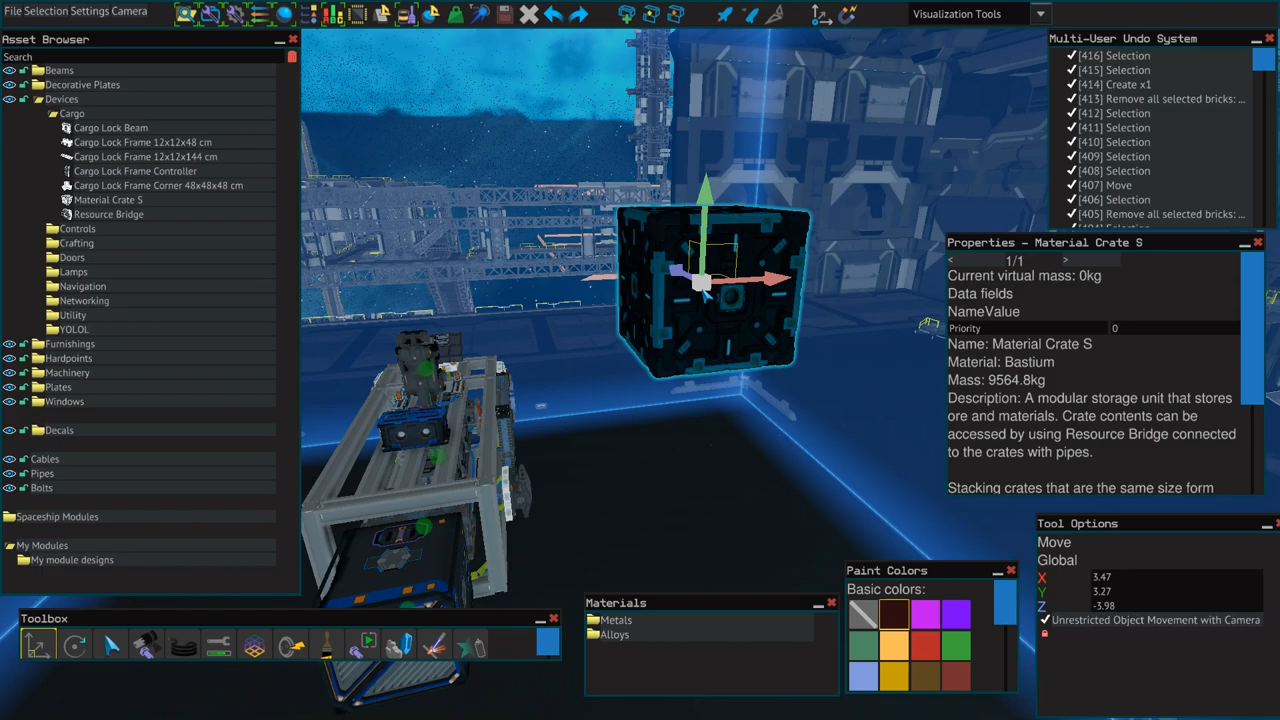 File Selection Settings Camera
Visualization Tools
Asset Browser
Search
Beams
Decorative Plates
Devices
Cargo
Cargo Lock Beam
Cargo Lock Frame 12x12x48 cm
Cargo Lock Frame 12x12x144 cm
Cargo Lock Frame Controller
Cargo Lock Frame Corner 48x48x48 cm
Material Crate S
Resource Bridge
Controls
Crafting
Doors
Lamps
Navigation
Networking
Utility
YOLOL
Furnishings
Hardpoints
Machinery
Plates
Windows
Decals
Cables
Pipes
Bolts
Spaceship Modules
My Modules
My module designs
Multi-User Undo System
[416] Selection
[415] Selection
[414] Create x1
[413] Remove all selected bricks: ...
[412] Selection
[411] Selection
[410] Selection
[409] Selection
[408] Selection
[407] Move
[406] Selection
[405] Remove all selected bricks: ...
Properties - Material Crate S
< 1/1 >
Current virtual mass: 0kg
Data fields
NameValue
Priority 0
Name: Material Crate S
Material: Bastium
Mass: 9564.8kg
Description: A modular storage unit that stores
ore and materials. Crate contents can be
accessed by using Resource Bridge connected
to the crates with pipes.
Stacking crates that are the same size form
Tool Options
Move
Global
X 3.47
Y 3.27
Z -3.98
Unrestricted Object Movement with Camera
Paint Colors
Basic colors:
Materials
Metals
Alloys
Toolbox